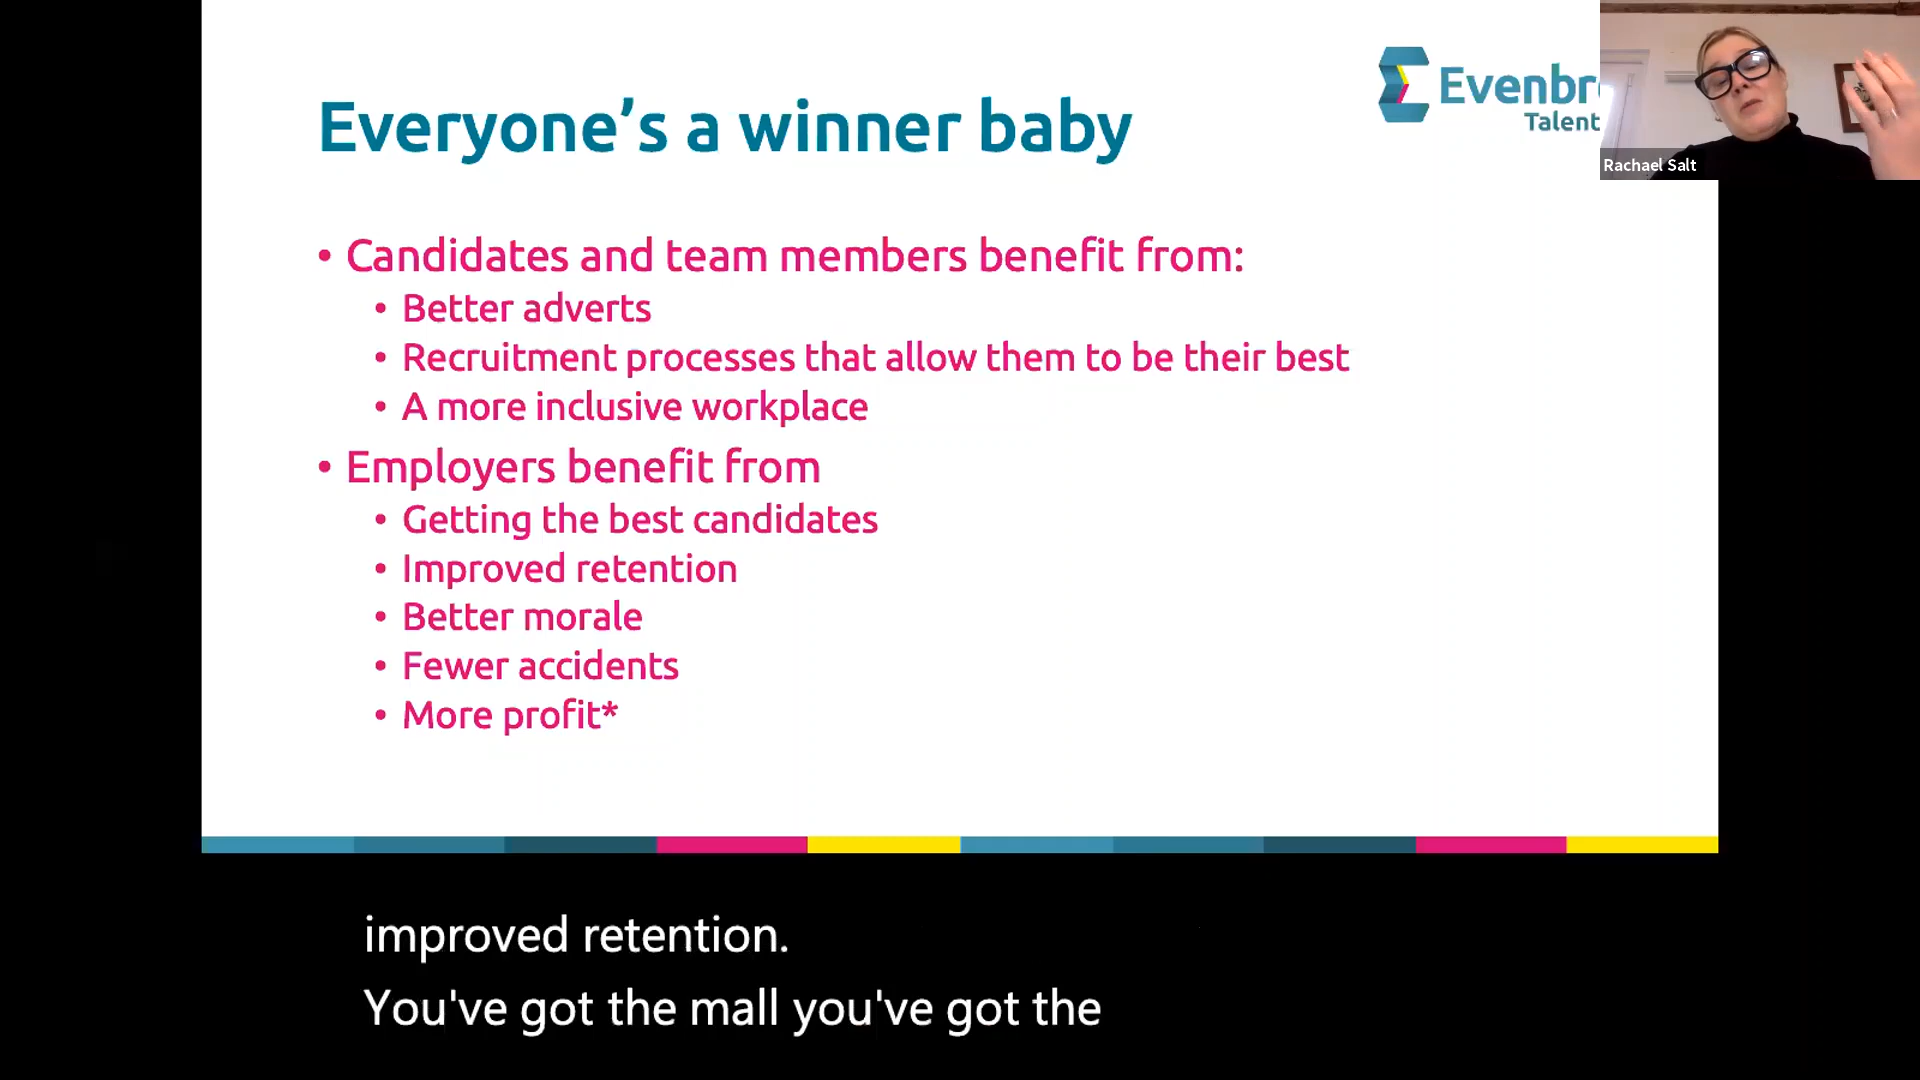 Everyone’s a winner baby
Evenbr
Talent
Rachael Salt
• Candidates and team members benefit from:
• Better adverts
• Recruitment processes that allow them to be their best
• A more inclusive workplace
• Employers benefit from
• Getting the best candidates
• Improved retention
• Better morale
• Fewer accidents
• More profit*
improved retention.
You've got the mall you've got the